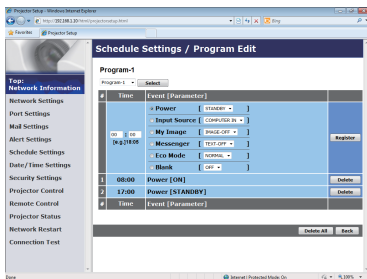 Projector Setup - Windows Internet Explorer
http://192.168.1.10/html/projectorsetup.html
Bing
Favorites Projector Setup
Schedule Settings / Program Edit
Top:
Network Information
Network Settings
Port Settings
Mail Settings
Alert Settings
Schedule Settings
Date/Time Settings
Security Settings
Projector Control
Remote Control
Projector Status
Network Restart
Connection Test
Program-1
Program-1 Select
# Time Event [Parameter]
00 : 00
[e.g.]18:08
Power [ STANDBY ]
Input Source [ COMPUTER IN ]
My Image [ IMAGE-OFF ]
Messenger [ TEXT-OFF ]
Eco Mode [ NORMAL ]
Blank [ OFF ]
Register
1 08:00 Power [ON] Delete
2 17:00 Power [STANDBY] Delete
# Time Event [Parameter]
Delete All Back
Done Internet | Protected Mode: On 100%